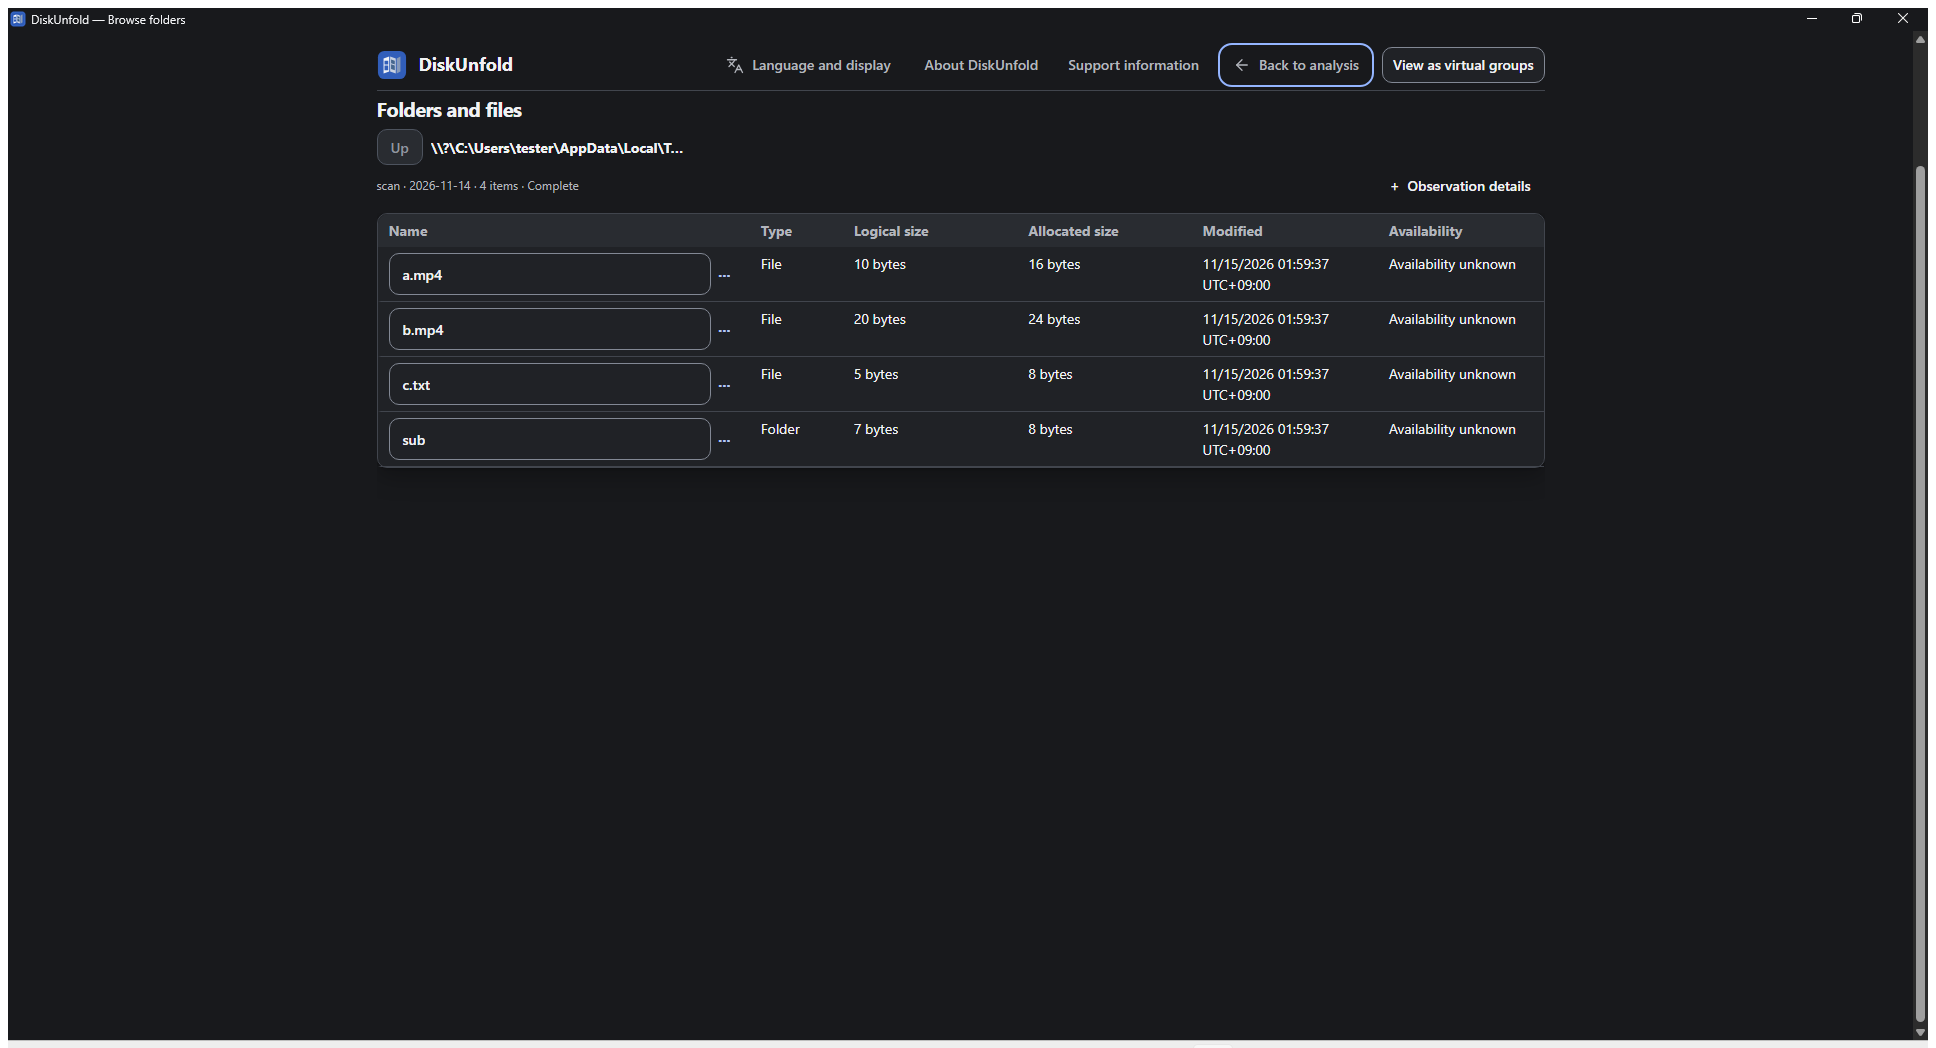 DiskUnfold — Browse folders
DiskUnfold
Language and display
About DiskUnfold
Support information
Back to analysis
View as virtual groups
Folders and files
Up
\\?\C:\Users\tester\AppData\Local\T...
scan · 2026-11-14 · 4 items · Complete
+ Observation details
Name Type Logical size Allocated size Modified Availability
a.mp4 ... File 10 bytes 16 bytes 11/15/2026 01:59:37 Availability unknown
UTC+09:00
b.mp4 ... File 20 bytes 24 bytes 11/15/2026 01:59:37 Availability unknown
UTC+09:00
c.txt ... File 5 bytes 8 bytes 11/15/2026 01:59:37 Availability unknown
UTC+09:00
sub ... Folder 7 bytes 8 bytes 11/15/2026 01:59:37 Availability unknown
UTC+09:00